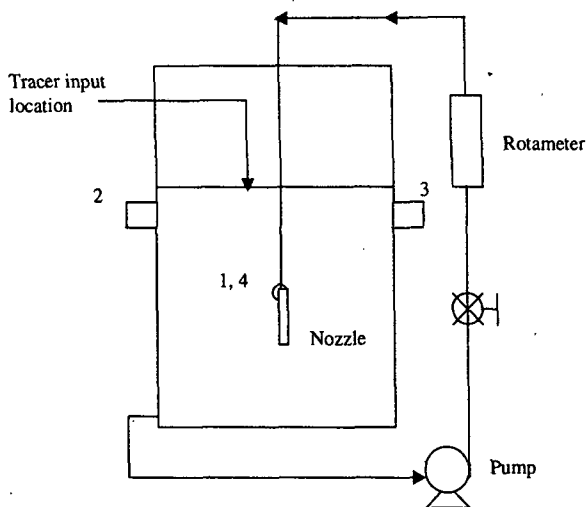 Tracer input
location
Rotameter
2
3
1, 4
Nozzle
Pump